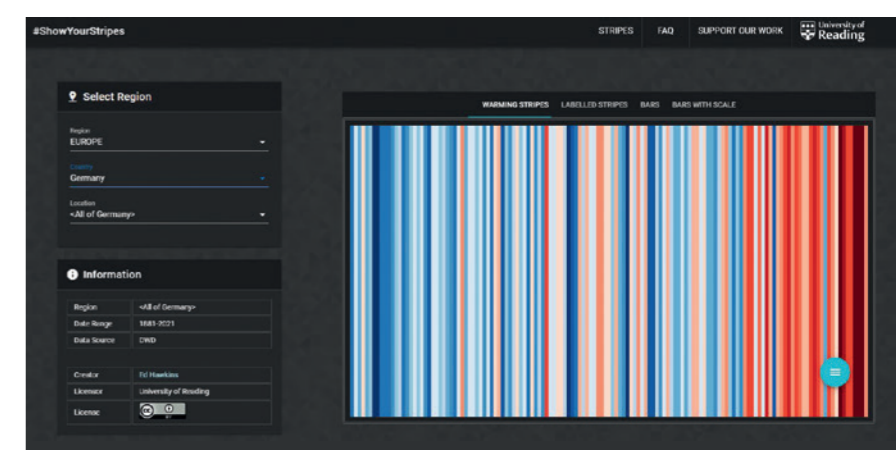 #ShowYourStripes
STRIPES FAQ SUPPORT OUR WORK University of Reading
Select Region
Region
EUROPE
Country
Germany
Location
<All of Germany>
WARMING STRIPES LABELLED STRIPES BARS BARS WITH SCALE
Information
Region <All of Germany>
Date Range 1881-2021
Data Source DWD
Creator Ed Hawkins
Licensor University of Reading
License